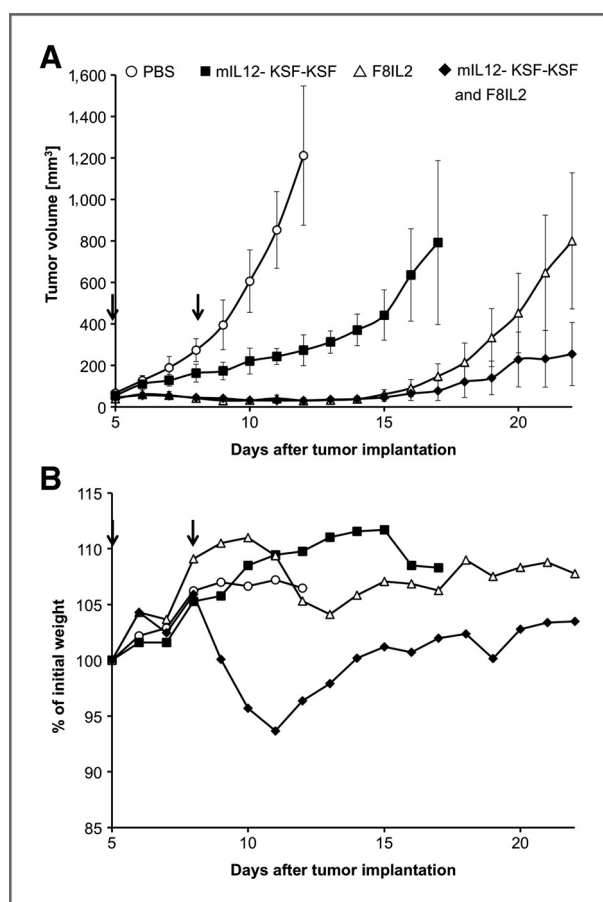 A
PBS mIL12- KSF-KSF F8IL2 mIL12- KSF-KSF
and F8IL2
1,600
1,400
1,200
1,000
800
600
400
200
0
Tumor volume [mm³]
5 10 15 20
Days after tumor implantation
B
115
110
105
100
95
90
85
% of initial weight
5 10 15 20
Days after tumor implantation